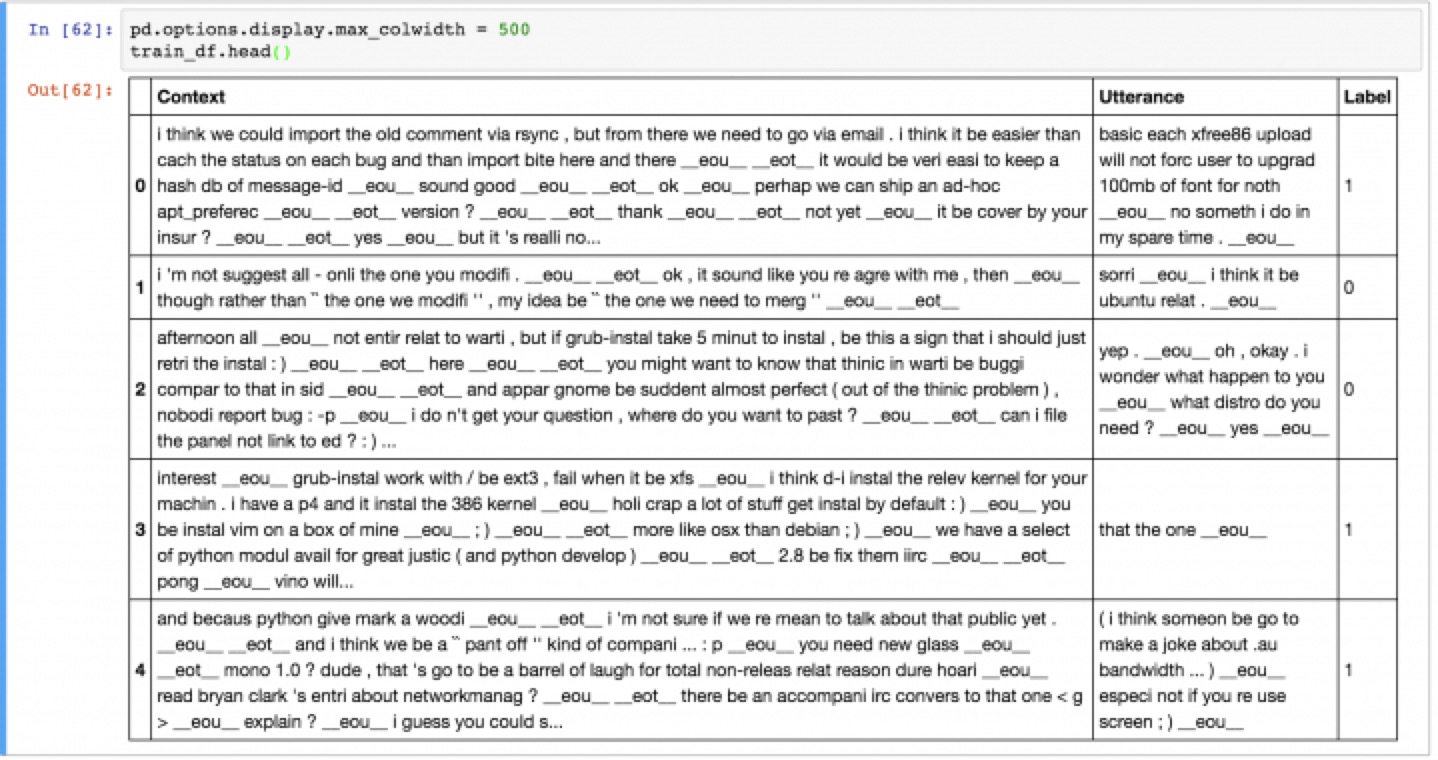 In [62]: pd.options.display.max_colwidth = 500
train_df.head()
Out[62]:
Context Utterance Label
0
i think we could import the old comment via rsync , but from there we need to go via email . i think it be easier than
cach the status on each bug and than import bite here and there __eou__ __eot__ it would be veri easi to keep a
hash db of message-id __eou__ sound good __eou__ __eot__ ok __eou__ perhap we can ship an ad-hoc
apt_preferec __eou__ __eot__ version ? __eou__ __eot__ thank __eou__ __eot__ not yet __eou__ it be cover by your
insur ? __eou__ __eot__ yes __eou__ but it 's realli no...
basic each xfree86 upload
will not forc user to upgrad
100mb of font for noth
__eou__ no someth i do in
my spare time . __eou__
1
1
i 'm not suggest all - onli the one you modifi . __eou__ __eot__ ok , it sound like you re agre with me , then __eou__
though rather than `` the one we modifi '' , my idea be `` the one we need to merg '' __eou__ __eot__
sorri __eou__ i think it be
ubuntu relat . __eou__
0
2
afternoon all __eou__ not entir relat to warti , but if grub-instal take 5 minut to instal , be this a sign that i should just
retri the instal : ) __eou__ __eot__ here __eou__ __eot__ you might want to know that thinic in warti be buggi
compar to that in sid __eou__ __eot__ and appar gnome be suddent almost perfect ( out of the thinic problem ) ,
nobodi report bug : -p __eou__ i do n't get your question , where do you want to past ? __eou__ __eot__ can i file
the panel not link to ed ? : ) ...
yep . __eou__ oh , okay . i
wonder what happen to you
__eou__ what distro do you
need ? __eou__ yes __eou__
0
3
interest __eou__ grub-instal work with / be ext3 , fail when it be xfs __eou__ i think d-i instal the relev kernel for your
machin . i have a p4 and it instal the 386 kernel __eou__ holi crap a lot of stuff get instal by default : ) __eou__ you
be instal vim on a box of mine __eou__ ; ) __eou__ __eot__ more like osx than debian ; ) __eou__ we have a select
of python modul avail for great justic ( and python develop ) __eou__ __eot__ 2.8 be fix them iirc __eou__ __eot__
pong __eou__ vino will...
that the one __eou__
1
4
and becaus python give mark a woodi __eou__ __eot__ i 'm not sure if we re mean to talk about that public yet .
__eou__ __eot__ and i think we be a `` pant off '' kind of compani ... : p __eou__ you need new glass __eou__
__eot__ mono 1.0 ? dude , that 's go to be a barrel of laugh for total non-releas relat reason dure hoari __eou__
read bryan clark 's entri about networkmanag ? __eou__ __eot__ there be an accompani irc convers to that one < g
> __eou__ explain ? __eou__ i guess you could s...
( i think someon be go to
make a joke about .au
bandwidth ... ) __eou__
especi not if you re use
screen ; ) __eou__
1